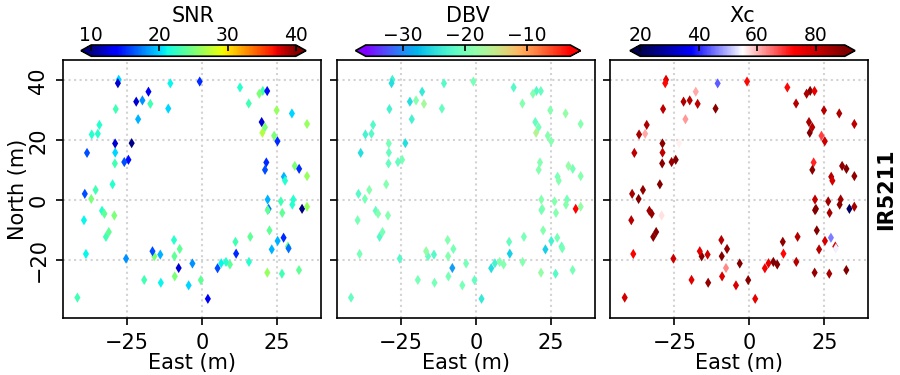 SNR DBV Xc
10 20 30 40 −30 −20 −10 20 40 60 80
40
20
0
−20
North (m)
IR5211
−25 0 25 −25 0 25 −25 0 25
East (m) East (m) East (m)